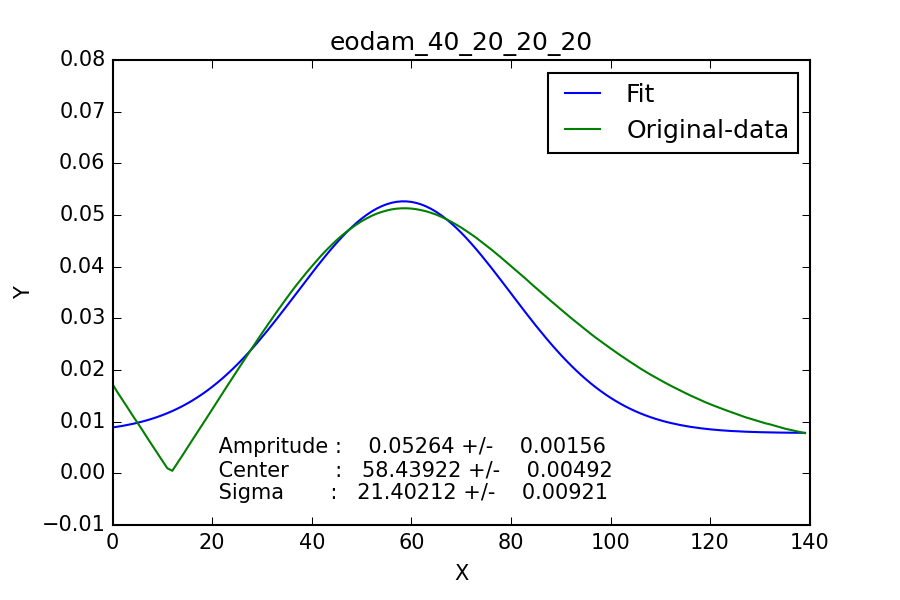 eodam_40_20_20_20
0.08
0.07
0.06
0.05
0.04
0.03
0.02
0.01
0.00
−0.01
Y
Fit
Original-data
Ampritude : 0.05264 +/- 0.00156
Center : 58.43922 +/- 0.00492
Sigma : 21.40212 +/- 0.00921
0 20 40 60 80 100 120 140
X